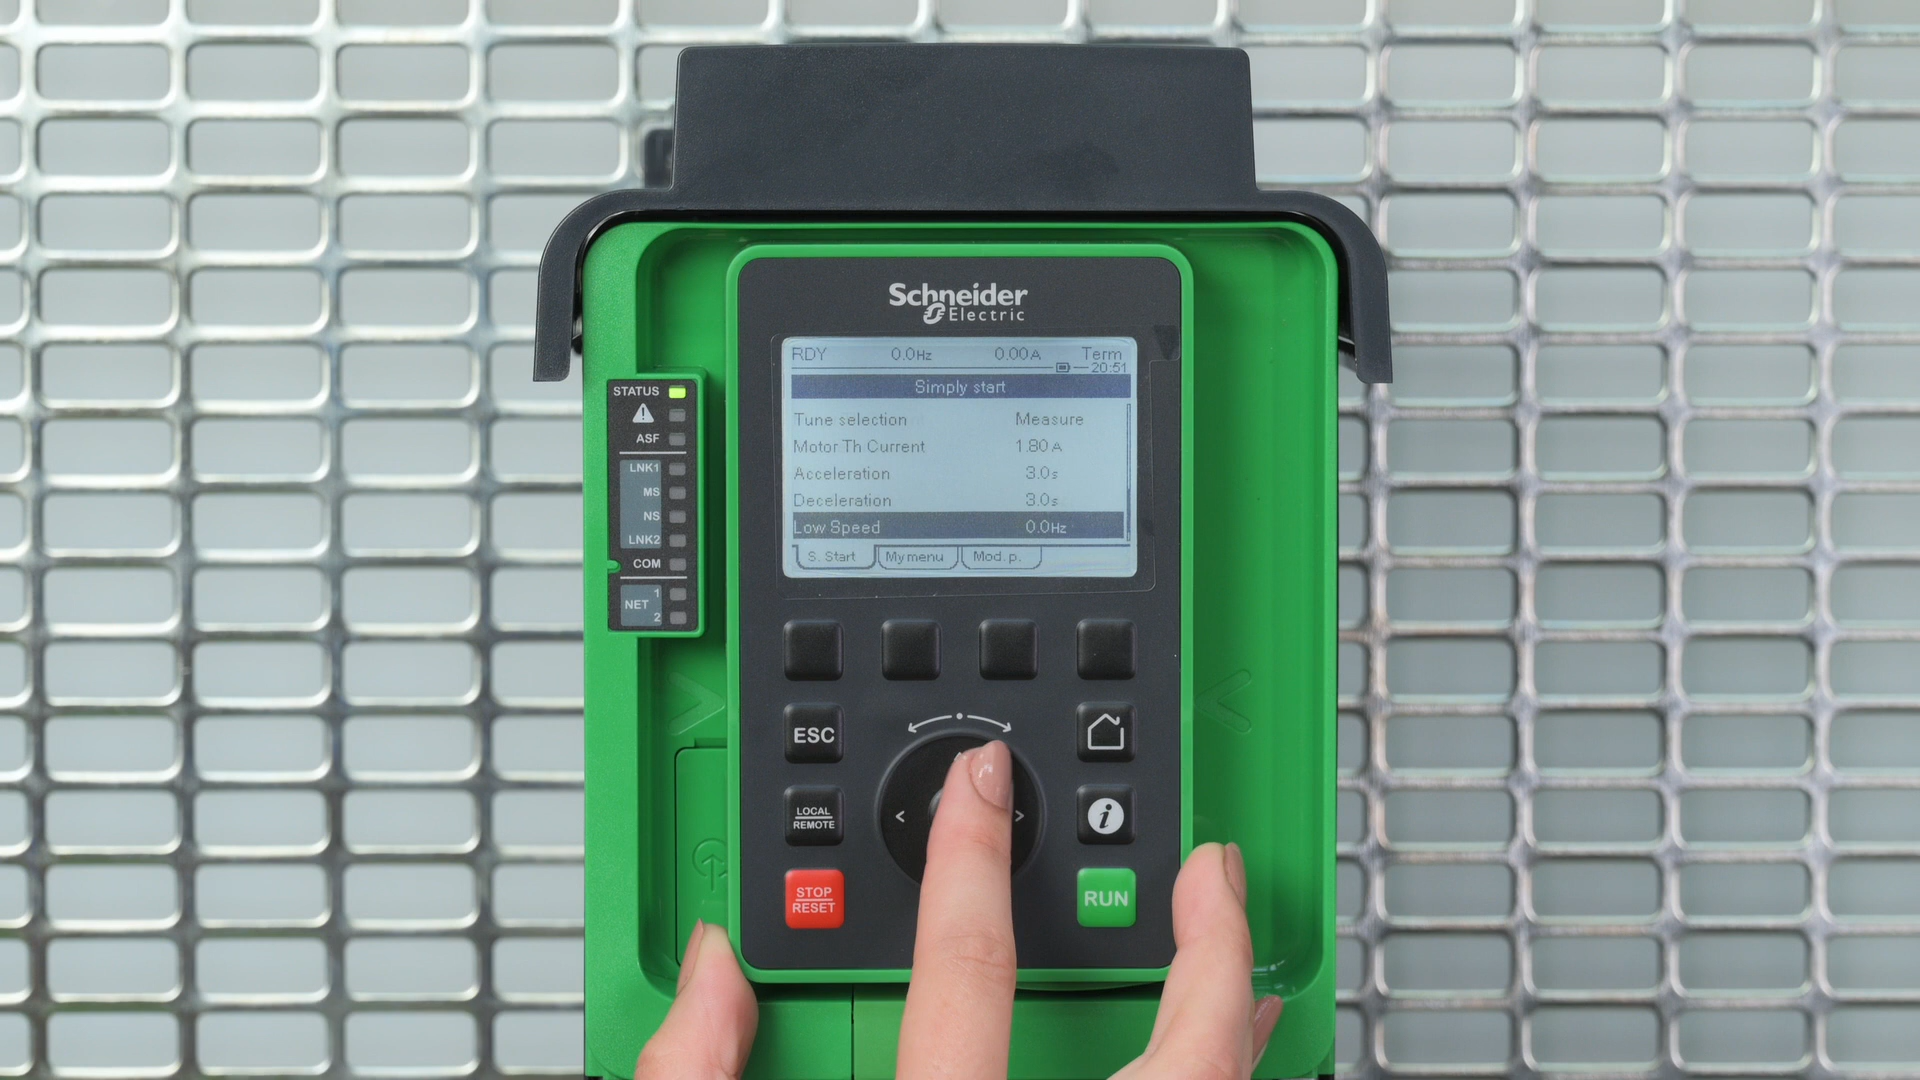 Schneider
Electric
RDY 0.0Hz 0.00A Term
20:51
Simply start
Tune selection Measure
Motor Th Current 1.80 A
Acceleration 3.0s
Deceleration 3.0s
Low Speed 0.0Hz
S. Start My menu Mod. p.
STATUS
ASF
LNK1
MS
NS
LNK2
COM
NET 1
2
ESC
LOCAL
REMOTE
i
STOP
RESET
RUN